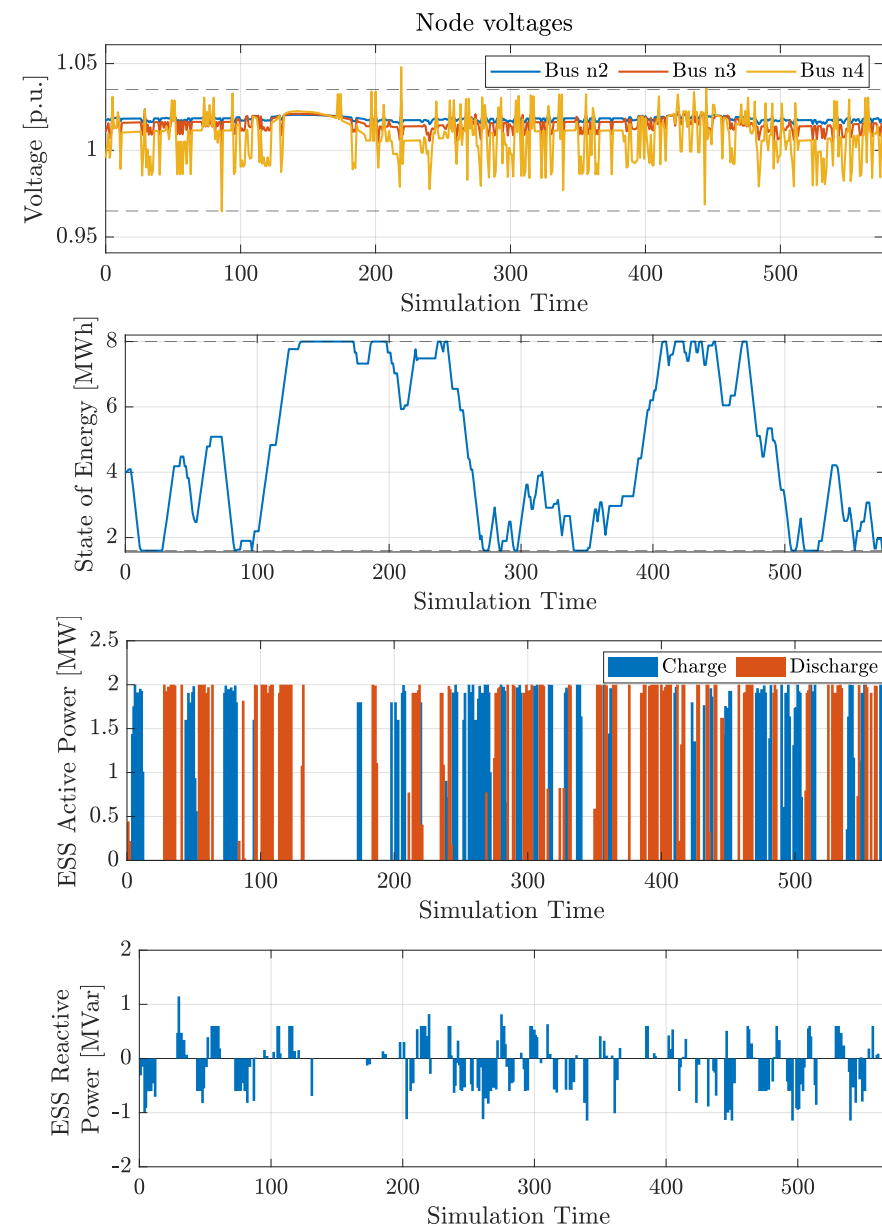 Node voltages
1.05
1
0.95
Voltage [p.u.]
Bus n2 Bus n3 Bus n4
0 100 200 300 400 500
Simulation Time
8
6
4
2
State of Energy [MWh]
0 100 200 300 400 500
Simulation Time
2.5
2
1.5
1
0.5
0
ESS Active Power [MW]
Charge Discharge
0 100 200 300 400 500
Simulation Time
2
1
0
-1
-2
ESS Reactive
Power [MVar]
0 100 200 300 400 500
Simulation Time